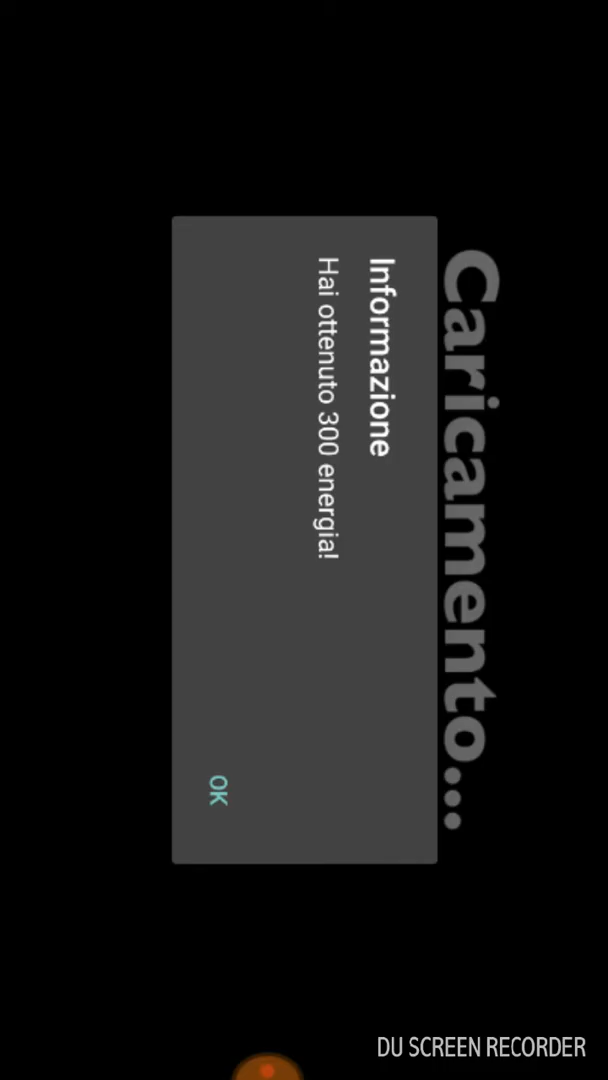 Caricamento...
Informazione
Hai ottenuto 300 energia!
OK
DU SCREEN RECORDER